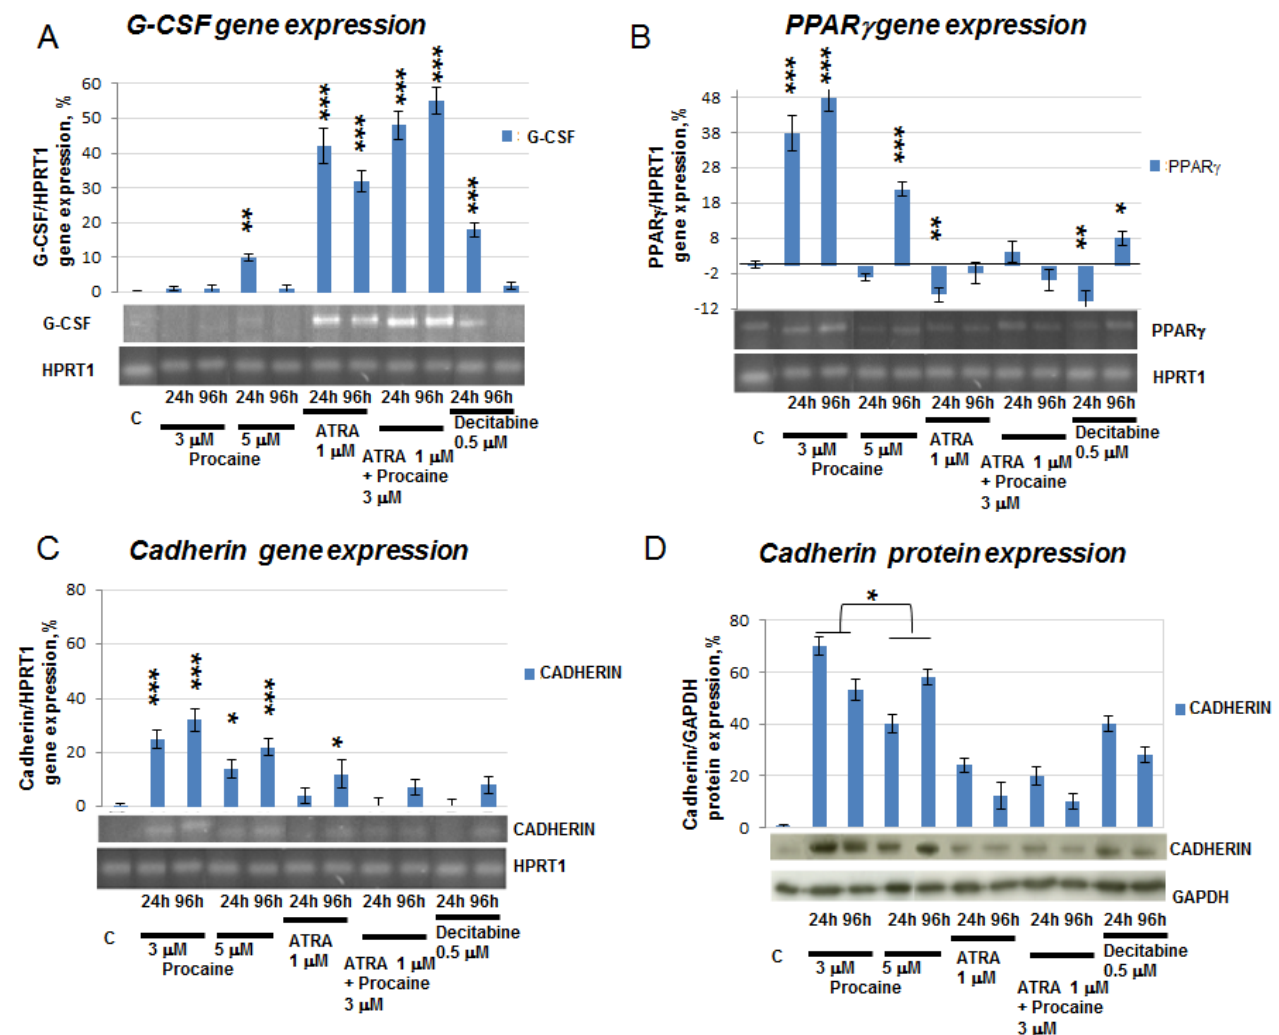 A
G-CSF gene expression
G-CSF/HPRT1
gene expression, %
60
50
40
30
20
10
0
**
***
***
***
***
***
G-CSF
G-CSF
HPRT1
24h 96h 24h 96h 24h 96h 24h 96h 24h 96h
C
3 μM
5 μM
Procaine
ATRA
1 μM
ATRA 1 μM
+ Procaine
3 μM
Decitabine
0.5 μM
B
PPARγ gene expression
PPARγ/HPRT1
gene xpression, %
48
38
28
18
8
-2
-12
***
***
***
**
**
*
PPARγ
PPARγ
HPRT1
24h 96h 24h 96h 24h 96h 24h 96h 24h 96h
C
3 μM
5 μM
Procaine
ATRA
1 μM
ATRA 1 μM
+ Procaine
3 μM
Decitabine
0.5 μM
C
Cadherin gene expression
Cadherin/HPRT1
gene expression, %
80
60
40
20
0
***
***
*
***
*
CADHERIN
CADHERIN
HPRT1
24h 96h 24h 96h 24h 96h 24h 96h 24h 96h
C
3 μM
5 μM
Procaine
ATRA
1 μM
ATRA 1 μM
+ Procaine
3 μM
Decitabine
0.5 μM
D
Cadherin protein expression
Cadherin/GAPDH
protein expression, %
80
60
40
20
0
*
CADHERIN
CADHERIN
GAPDH
24h 96h 24h 96h 24h 96h 24h 96h 24h 96h
C
3 μM
5 μM
Procaine
ATRA
1 μM
ATRA 1 μM
+ Procaine
3 μM
Decitabine
0.5 μM